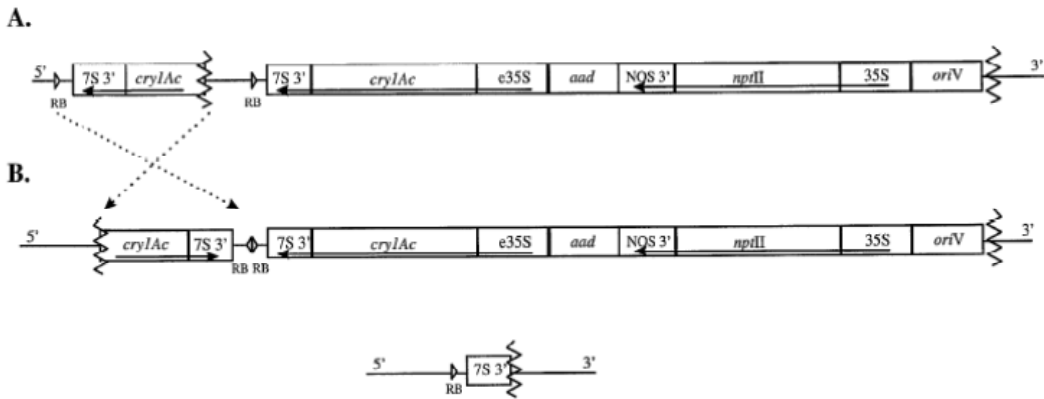 A.
5' 7S 3' cry1Ac 7S 3' cry1Ac e35S aad NOS 3' nptII 35S oriV 3'
RB RB
B.
5' cry1Ac 7S 3' 7S 3' cry1Ac e35S aad NOS 3' nptII 35S oriV 3'
RB RB
5' 7S 3' 3'
RB